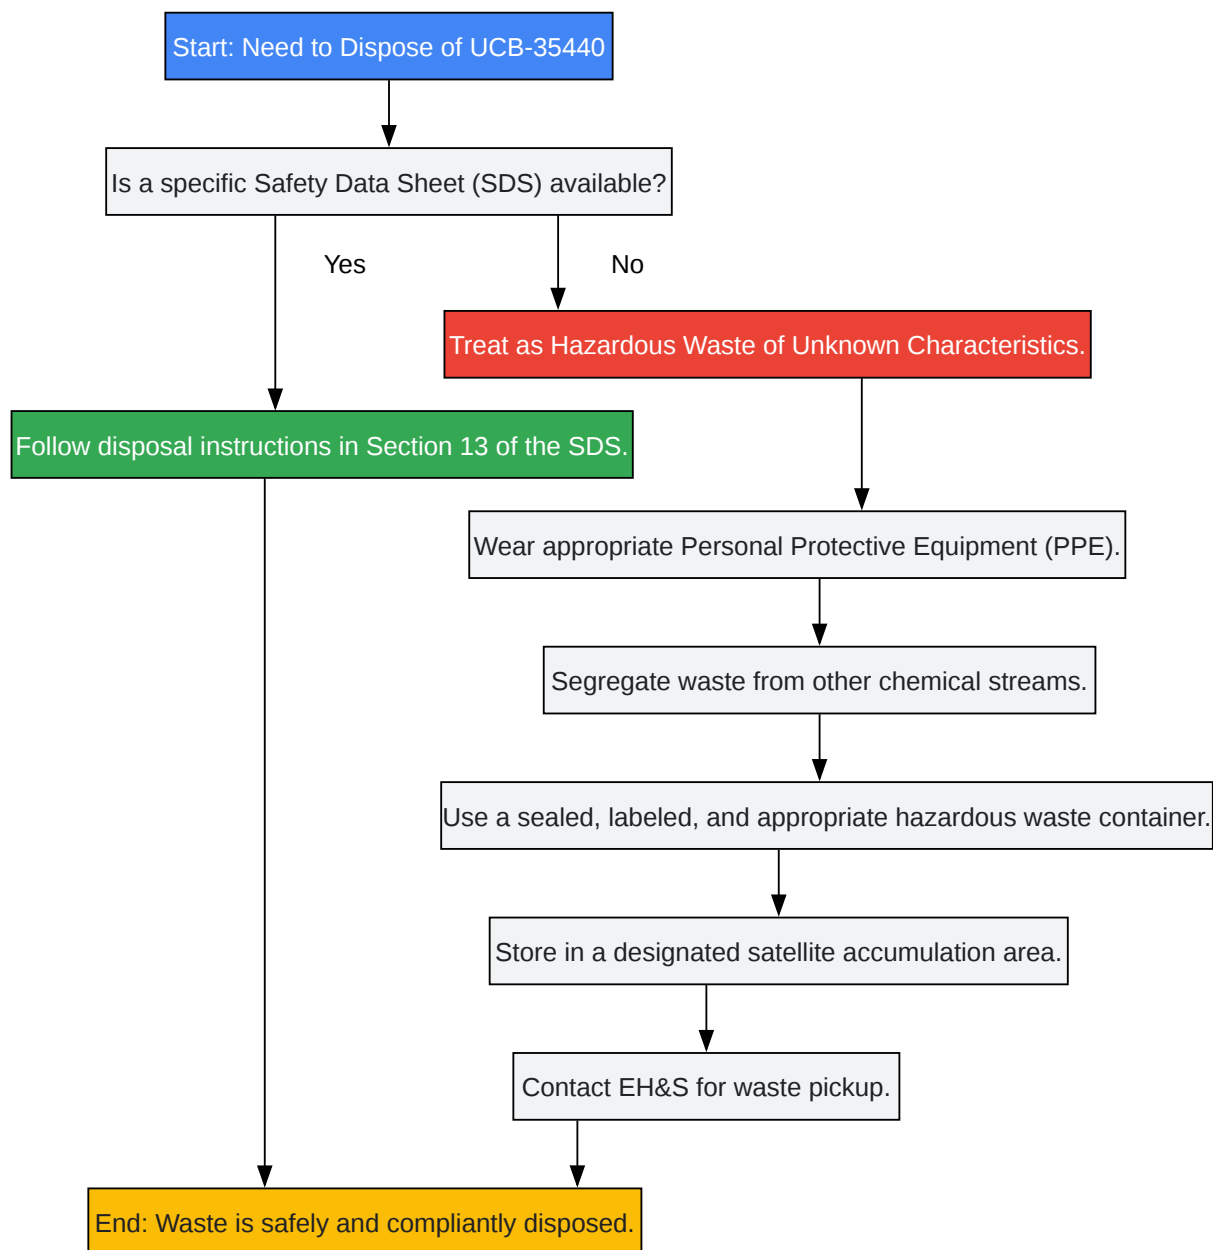 Start: Need to Dispose of UCB-35440
Is a specific Safety Data Sheet (SDS) available?
Yes
No
Treat as Hazardous Waste of Unknown Characteristics.
Follow disposal instructions in Section 13 of the SDS.
Wear appropriate Personal Protective Equipment (PPE).
Segregate waste from other chemical streams.
Use a sealed, labeled, and appropriate hazardous waste container.
Store in a designated satellite accumulation area.
Contact EH&S for waste pickup.
End: Waste is safely and compliantly disposed.